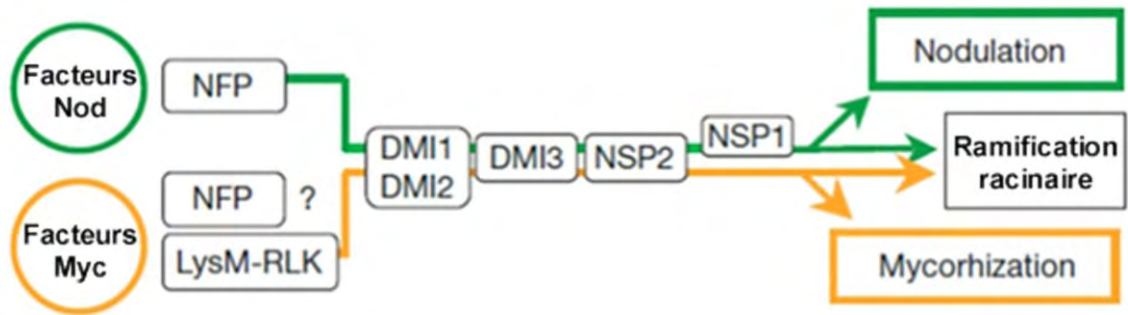 Facteurs
Nod
NFP
Nodulation
DMI1
DMI2
DMI3
NSP2
NSP1
Ramification
racinaire
Facteurs
Myc
NFP ?
LysM-RLK
Mycorhization